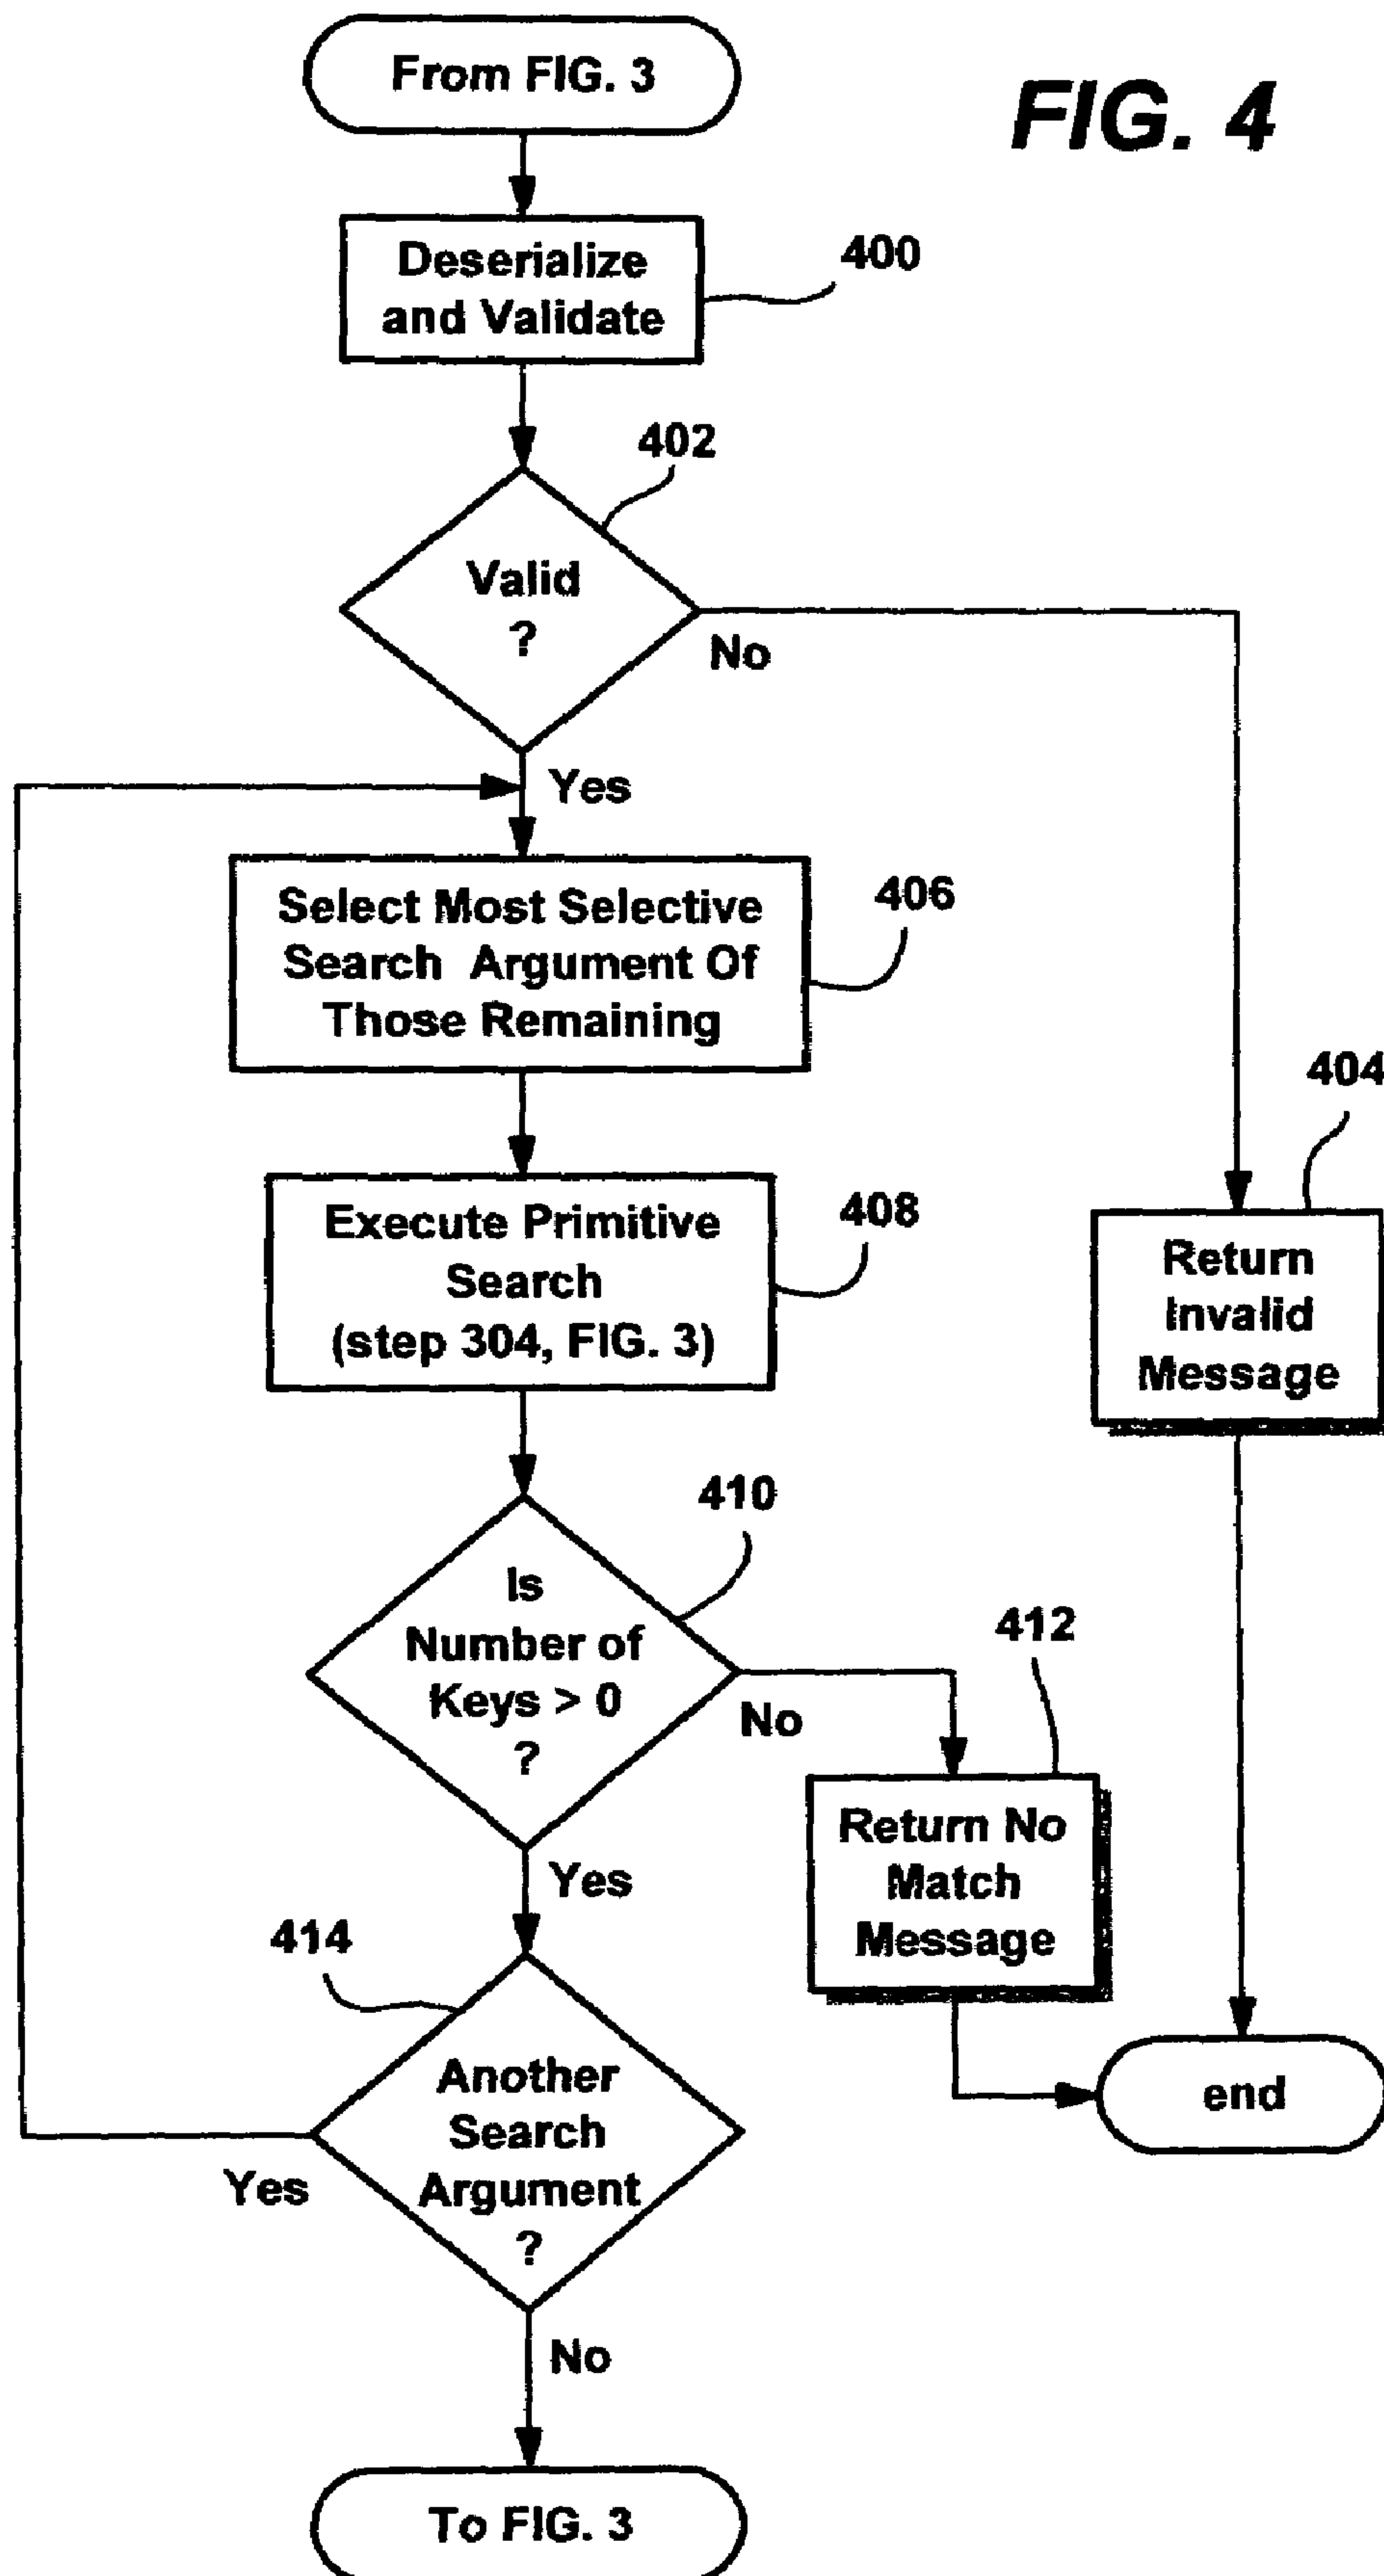 From FIG. 3
FIG. 4
Deserialize
and Validate
400
402
Valid
?
No
Yes
Select Most Selective
Search Argument Of
Those Remaining
406
404
Execute Primitive
Search
(step 304, FIG. 3)
408
Return
Invalid
Message
410
Is
Number of
Keys > 0
?
No
412
Return No
Match
Message
Yes
414
Another
Search
Argument
?
Yes
end
No
To FIG. 3